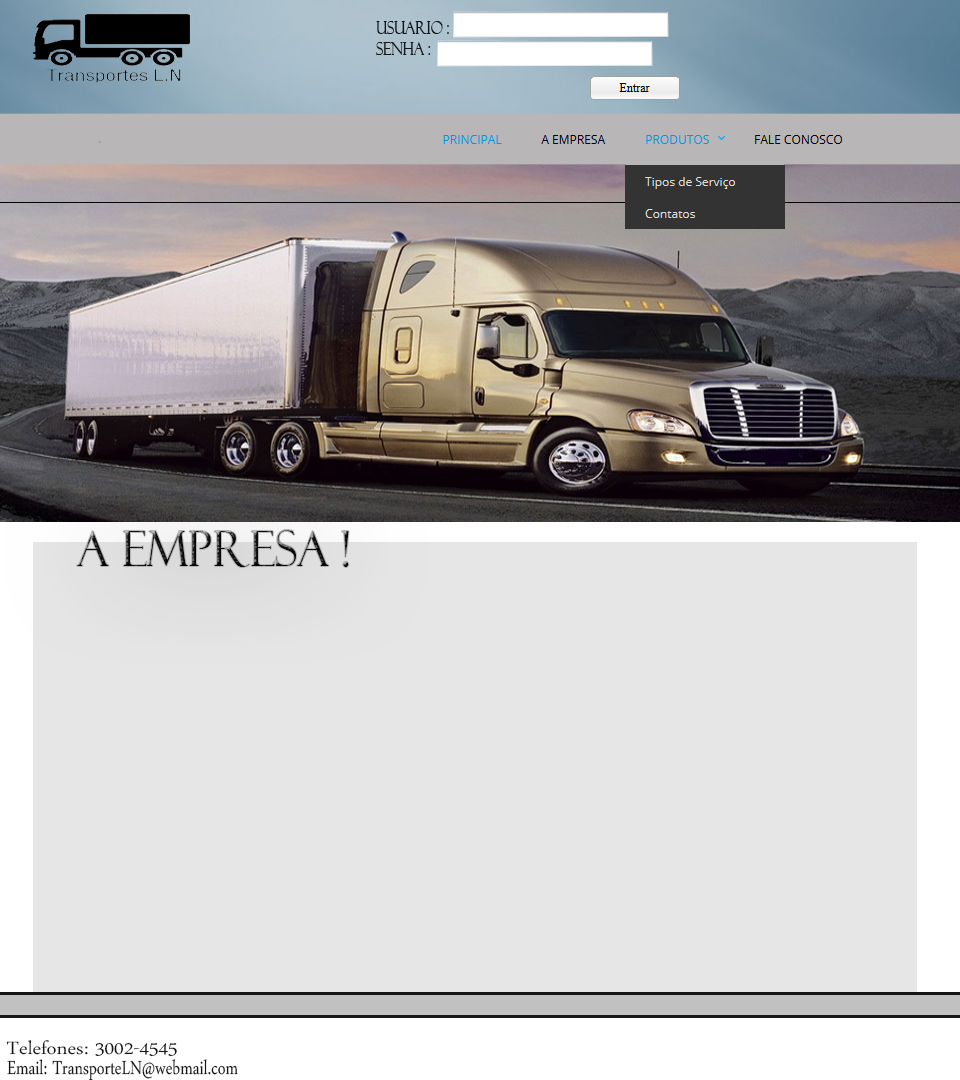 USUARIO :
SENHA :
Transportes L.N
Entrar
PRINCIPAL A EMPRESA PRODUTOS FALE CONOSCO
Tipos de Serviço
Contatos
A EMPRESA !
Telefones: 3002-4545
Email: TransporteLN@webmail.com